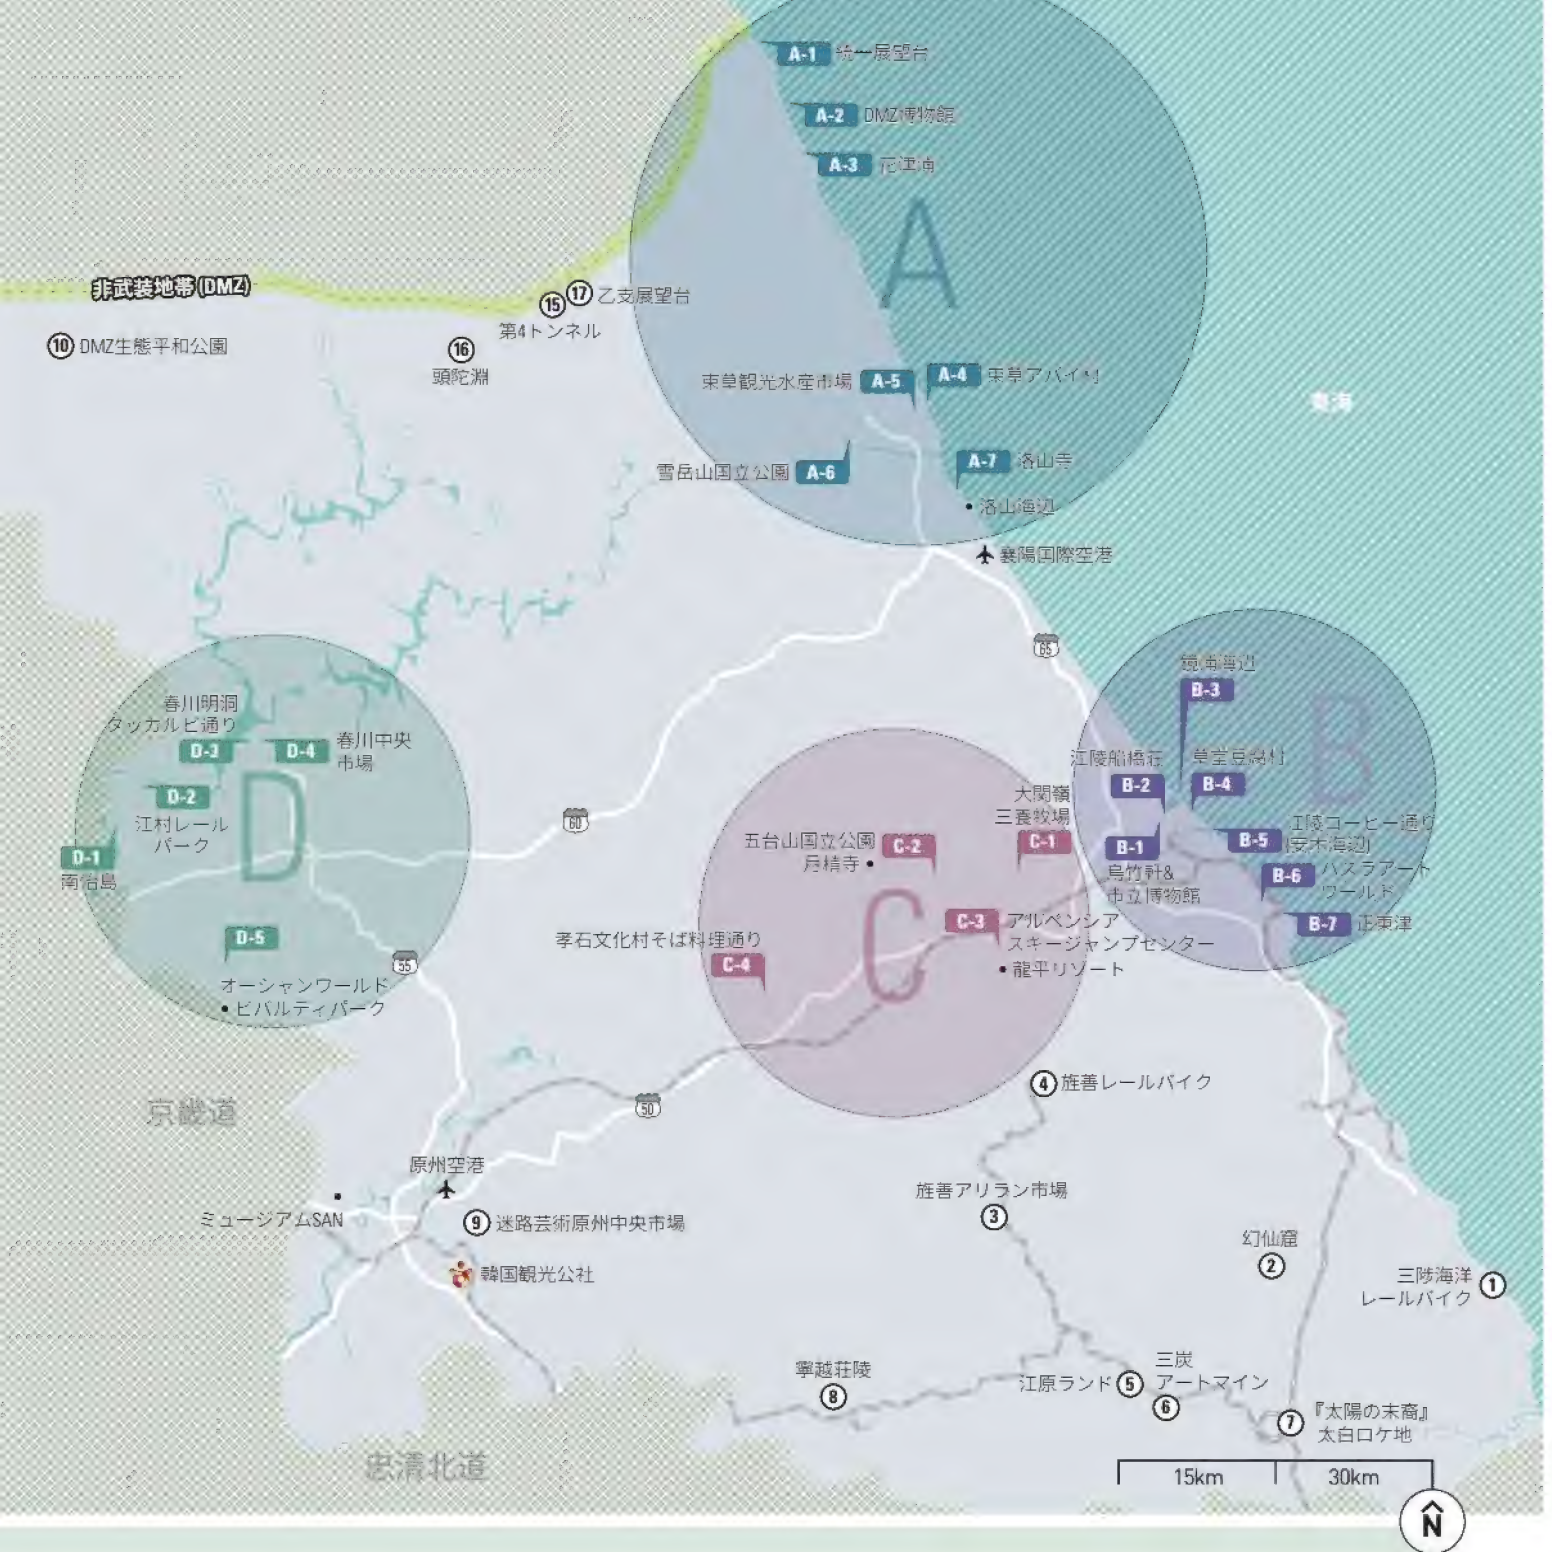 A-1 統一展望台
A-2 DMZ博物館
A-3 花津浦
A
非武装地帯(DMZ)
⑮ ⑰ 乙支展望台
第4トンネル
⑩ DMZ生態平和公園
⑯
頭陀淵
束草観光水産市場 A-5
A-4 束草アバイ村
東海
雪岳山国立公園 A-6
A-7 洛山寺
洛山海辺
襄陽国際空港
65
鏡浦海辺
B-3
B
春川明洞
タッカルビ通り
D-3
D-4 春川中央
市場
D-2
江村レール
パーク
D
D-1
南怡島
D-5
オーシャンワールド
ビバルディパーク
60
55
江陵船橋荘
B-2
草堂豆腐村
B-4
大関嶺
三養牧場
C-1
五台山国立公園 C-2
月精寺
B-1
烏竹軒&
市立博物館
B-5 江陵コーヒー通り
(安木海辺)
B-6 ハスラアート
ワールド
B-7 正東津
C-3 アルペンシア
スキージャンプセンター
龍平リゾート
C
孝石文化村そば料理通り
C-4
④ 旌善レールバイク
50
京畿道
原州空港
旌善アリラン市場
③
ミュージアムSAN
⑨ 迷路芸術原州中央市場
韓国観光公社
幻仙窟
②
三陟海洋
レールバイク ①
寧越荘陵
⑧
江原ランド ⑤
三炭
アートマイン
⑥
⑦ 『太陽の末裔』
太白ロケ地
忠清北道
15km 30km
N